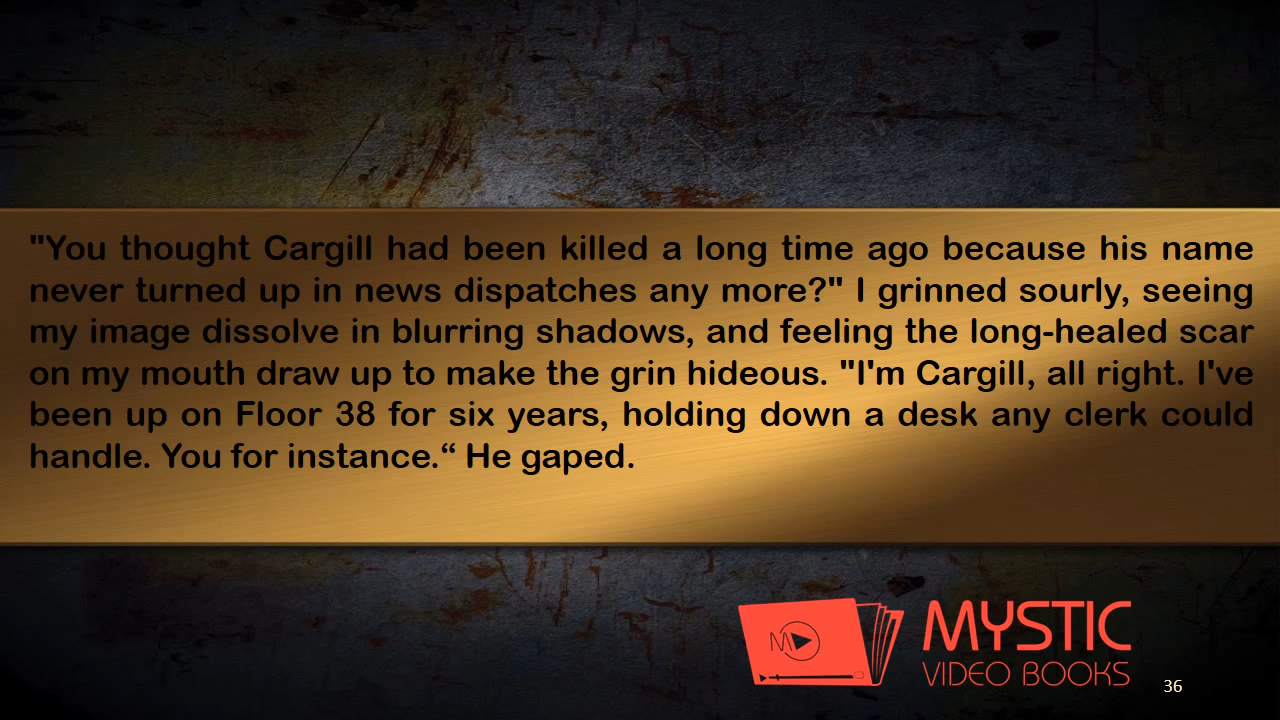 "You thought Cargill had been killed a long time ago because his name
never turned up in news dispatches any more?" I grinned sourly, seeing
my image dissolve in blurring shadows, and feeling the long-healed scar
on my mouth draw up to make the grin hideous. "I'm Cargill, all right. I've
been up on Floor 38 for six years, holding down a desk any clerk could
handle. You for instance.“ He gaped.
M
MYSTIC
VIDEO BOOKS
36